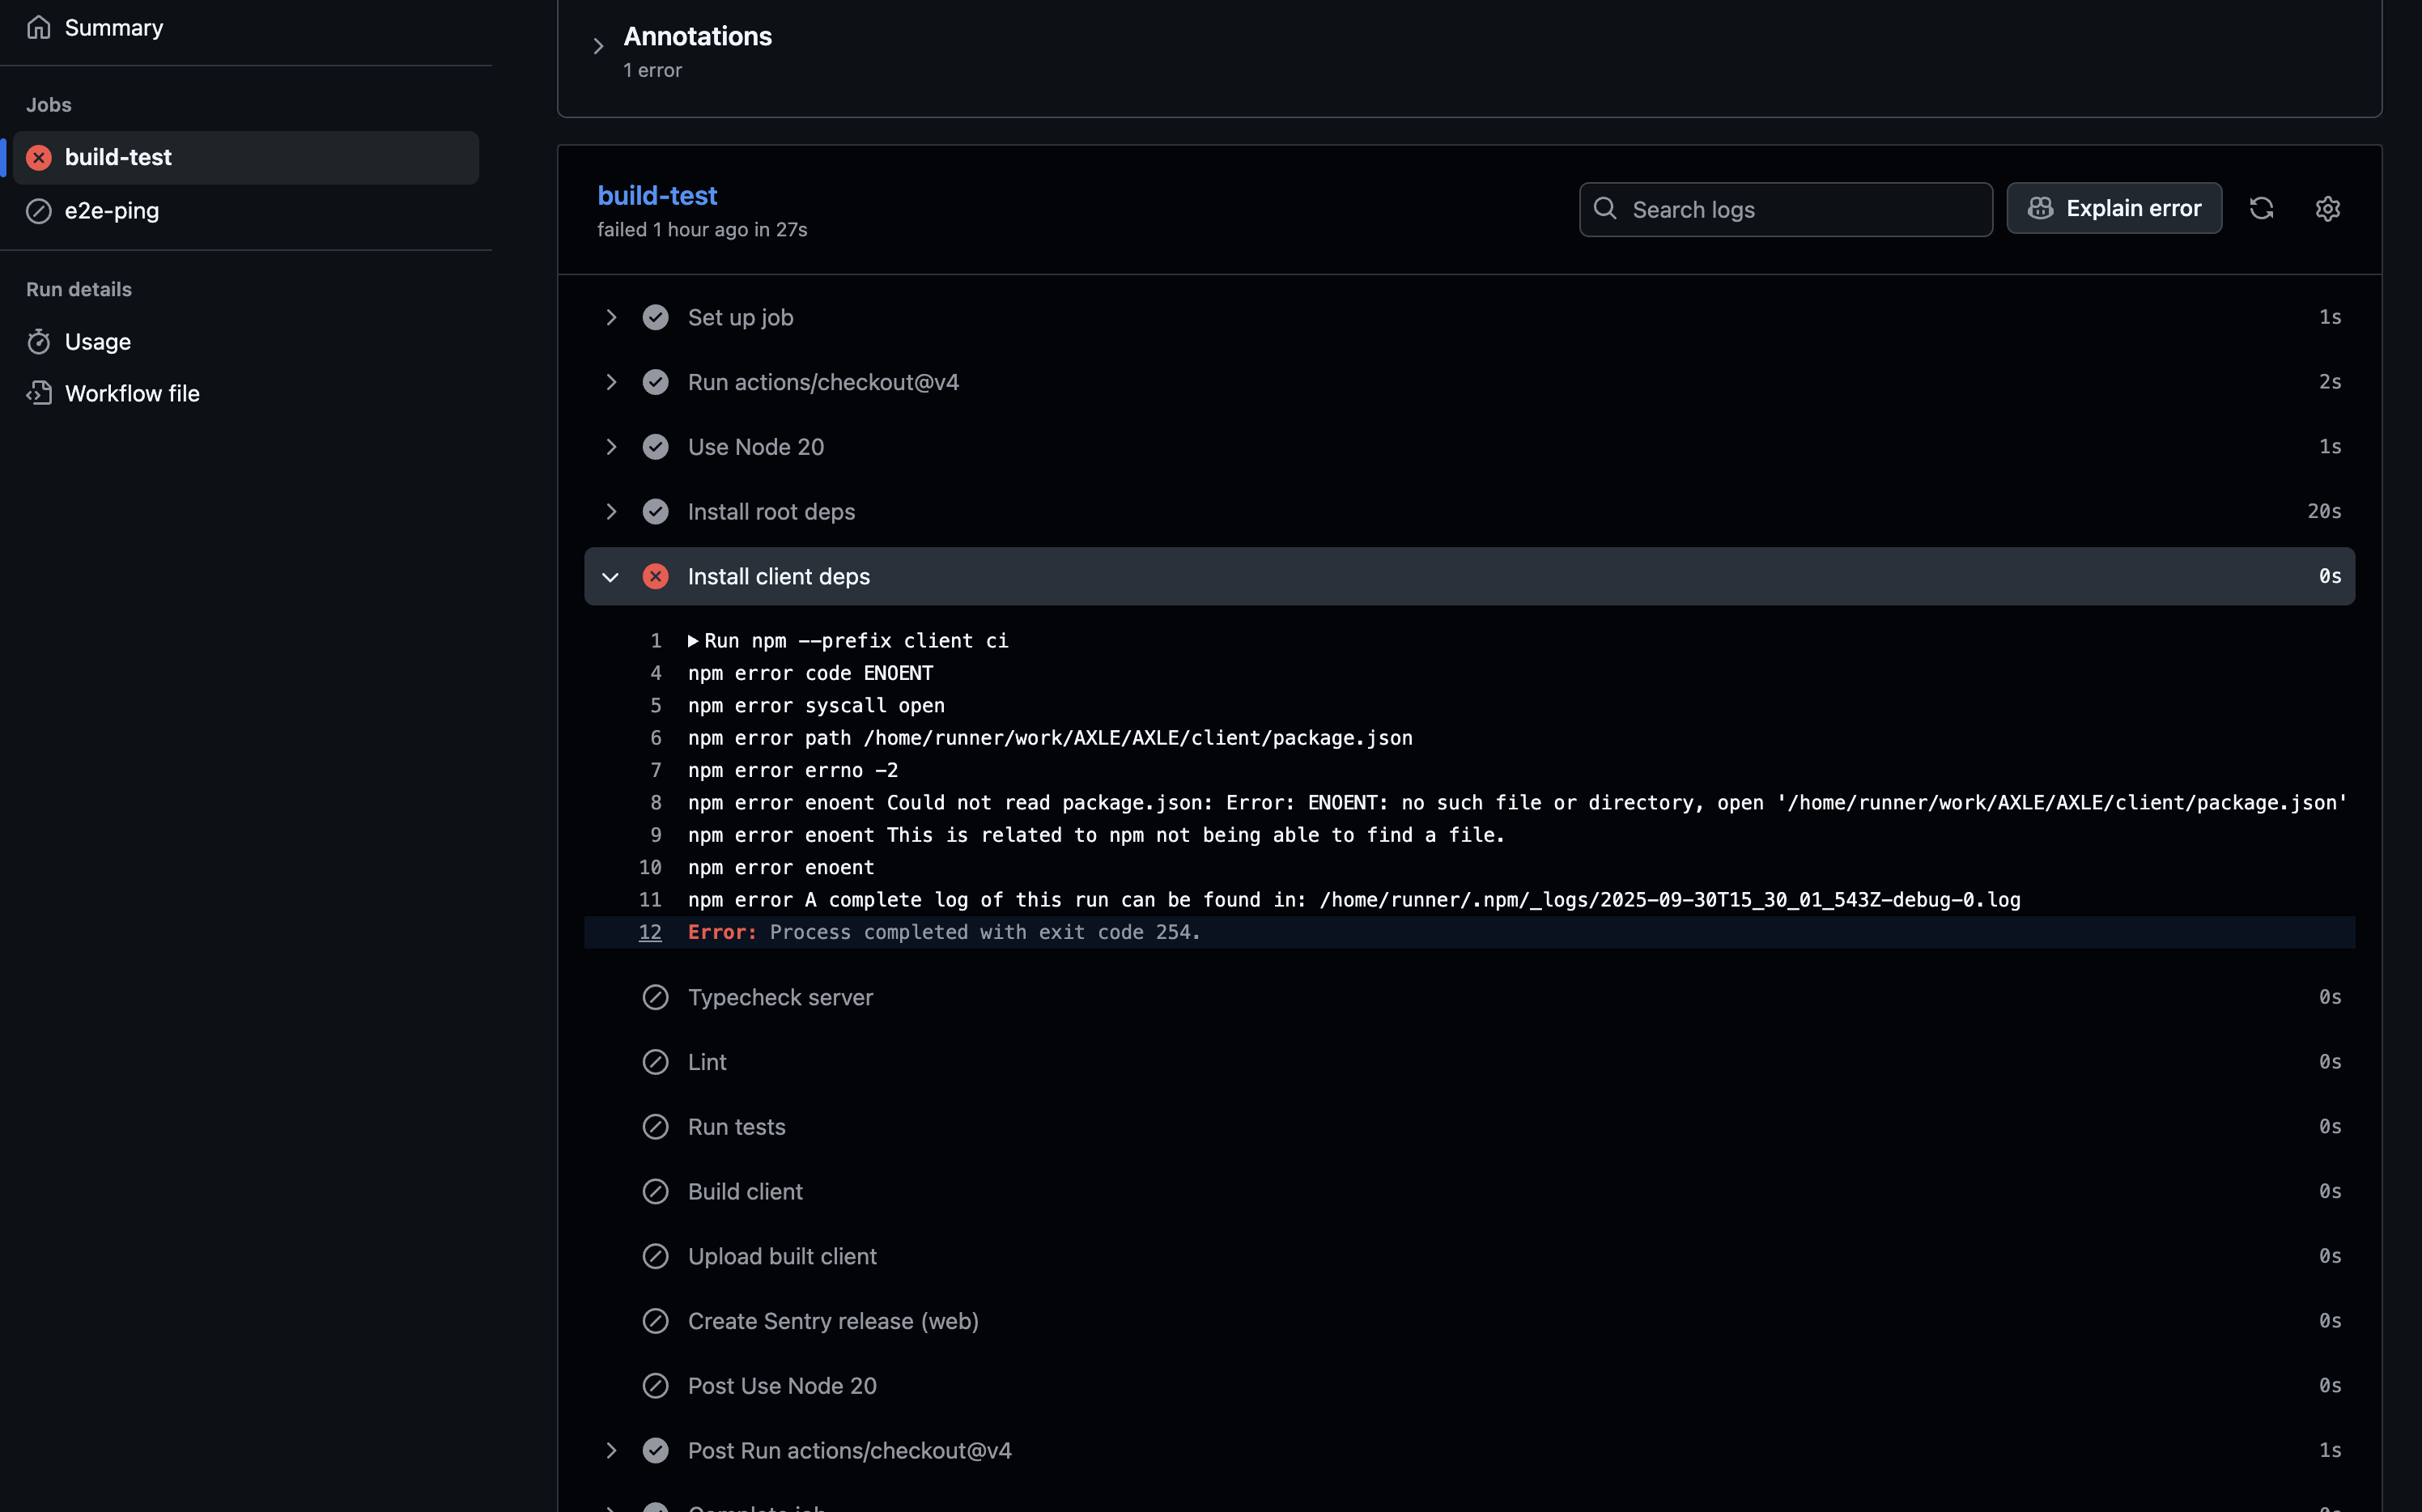 Summary
Jobs
build-test
e2e-ping
Run details
Usage
Workflow file
Annotations
1 error
build-test
failed 1 hour ago in 27s
Search logs
Explain error
Set up job 1s
Run actions/checkout@v4 2s
Use Node 20 1s
Install root deps 20s
Install client deps 0s
1 Run npm --prefix client ci
4 npm error code ENOENT
5 npm error syscall open
6 npm error path /home/runner/work/AXLE/AXLE/client/package.json
7 npm error errno -2
8 npm error enoent Could not read package.json: Error: ENOENT: no such file or directory, open '/home/runner/work/AXLE/AXLE/client/package.json'
9 npm error enoent This is related to npm not being able to find a file.
10 npm error enoent
11 npm error A complete log of this run can be found in: /home/runner/.npm/_logs/2025-09-30T15_30_01_543Z-debug-0.log
12 Error: Process completed with exit code 254.
Typecheck server 0s
Lint 0s
Run tests 0s
Build client 0s
Upload built client 0s
Create Sentry release (web) 0s
Post Use Node 20 0s
Post Run actions/checkout@v4 1s